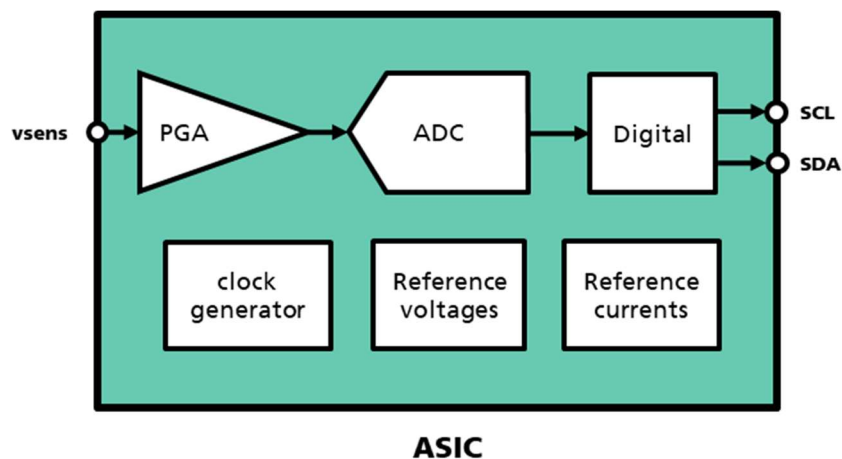 vsens
PGA
ADC
Digital
SCL
SDA
clock
generator
Reference
voltages
Reference
currents
ASIC